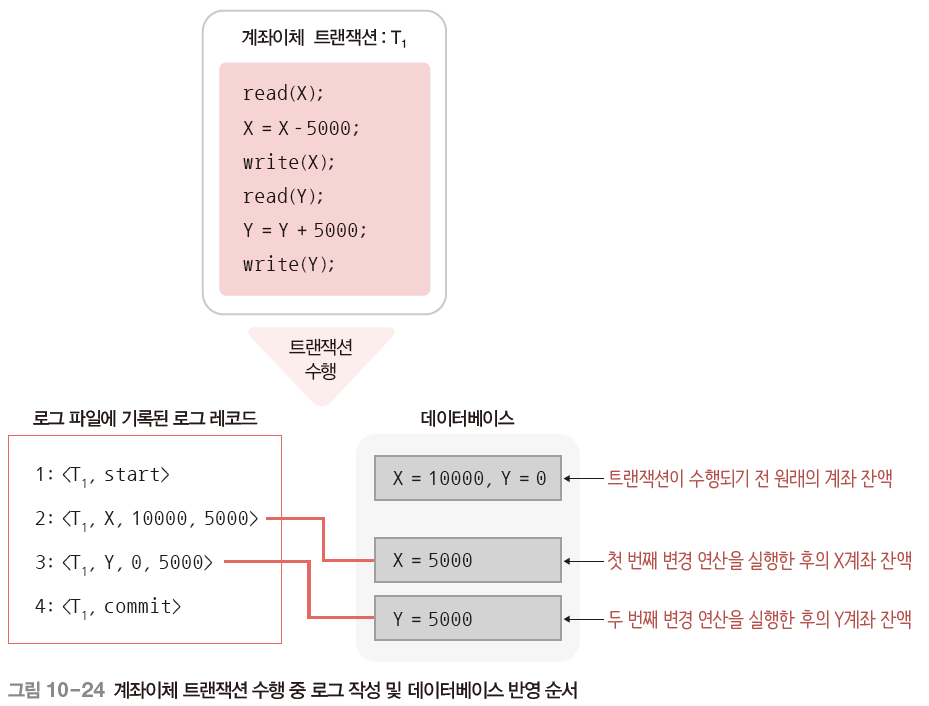 계좌이체 트랜잭션 : T1
read(X);
X = X - 5000;
write(X);
read(Y);
Y = Y + 5000;
write(Y);
트랜잭션
수행
로그 파일에 기록된 로그 레코드
1: <T1, start>
2: <T1, X, 10000, 5000>
3: <T1, Y, 0, 5000>
4: <T1, commit>
데이터베이스
X = 10000, Y = 0
X = 5000
Y = 5000
트랜잭션이 수행되기 전 원래의 계좌 잔액
첫 번째 변경 연산을 실행한 후의 X계좌 잔액
두 번째 변경 연산을 실행한 후의 Y계좌 잔액
그림 10-24 계좌이체 트랜잭션 수행 중 로그 작성 및 데이터베이스 반영 순서